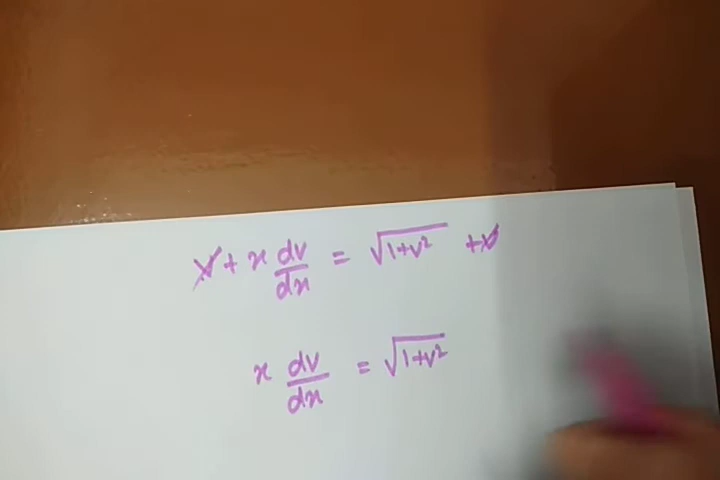 v + x dv/dx = √(1+v²) + v
x dv/dx = √(1+v²)